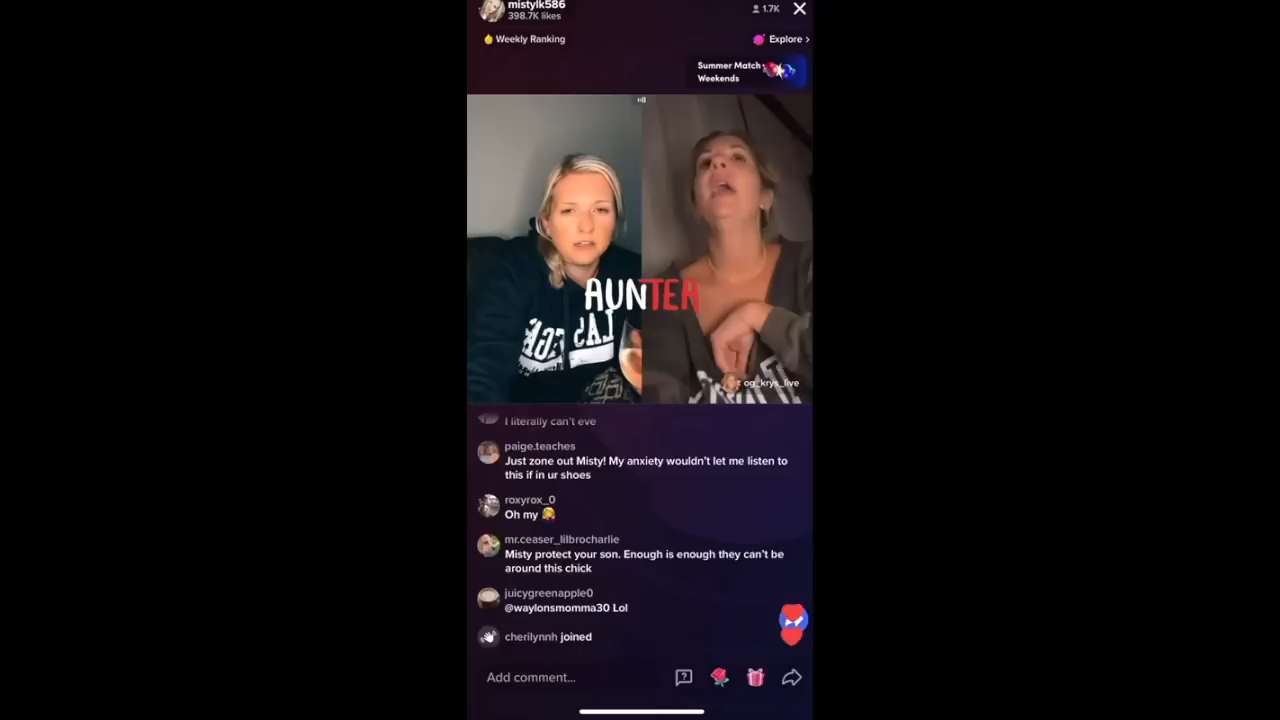 mistylk586
398.7K likes
1.7K
Weekly Ranking
Explore >
Summer Match
Weekends
AUNTEA
LAS
og_krys_live
I literally can't eve
paige.teaches
Just zone out Misty! My anxiety wouldn't let me listen to
this if in ur shoes
roxyrox_0
Oh my
mr.ceaser_lilbrocharlie
Misty protect your son. Enough is enough they can't be
around this chick
juicygreenapple0
@waylonsmomma30 Lol
cherilynnh joined
Add comment...